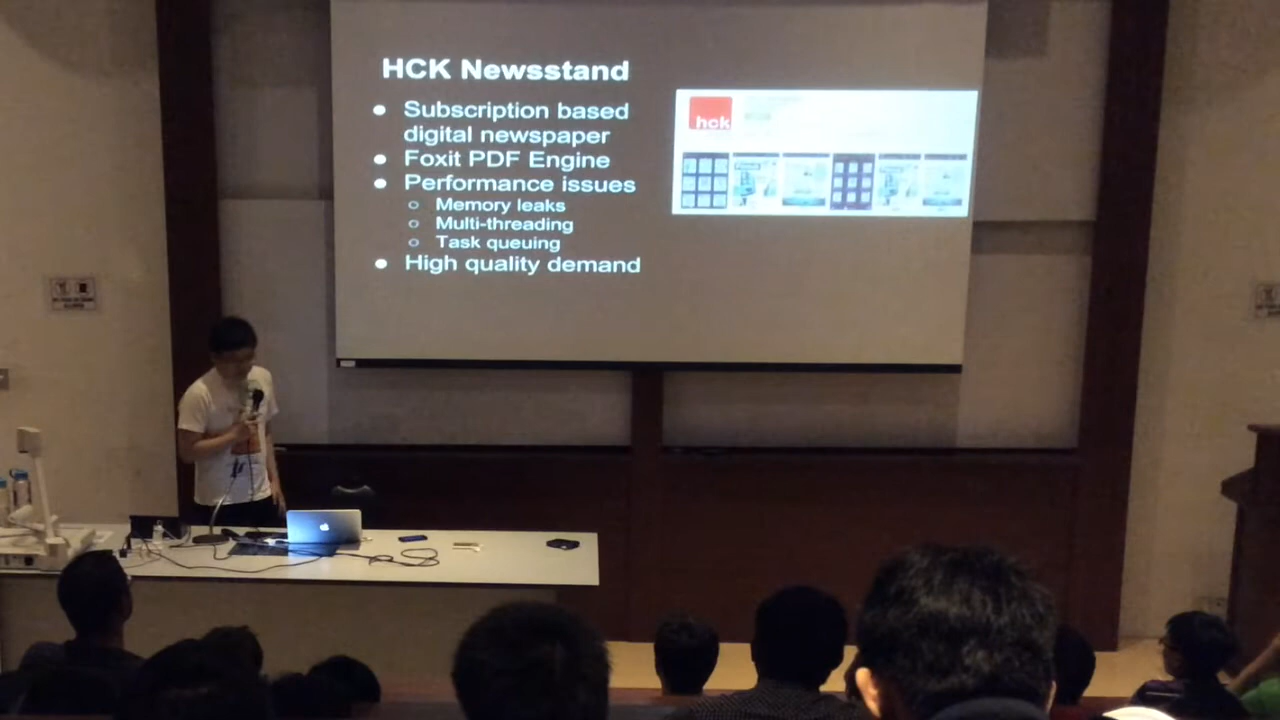 HCK Newsstand
● Subscription based
digital newspaper
● Foxit PDF Engine
● Performance issues
○ Memory leaks
○ Multi-threading
○ Task queuing
● High quality demand
hck